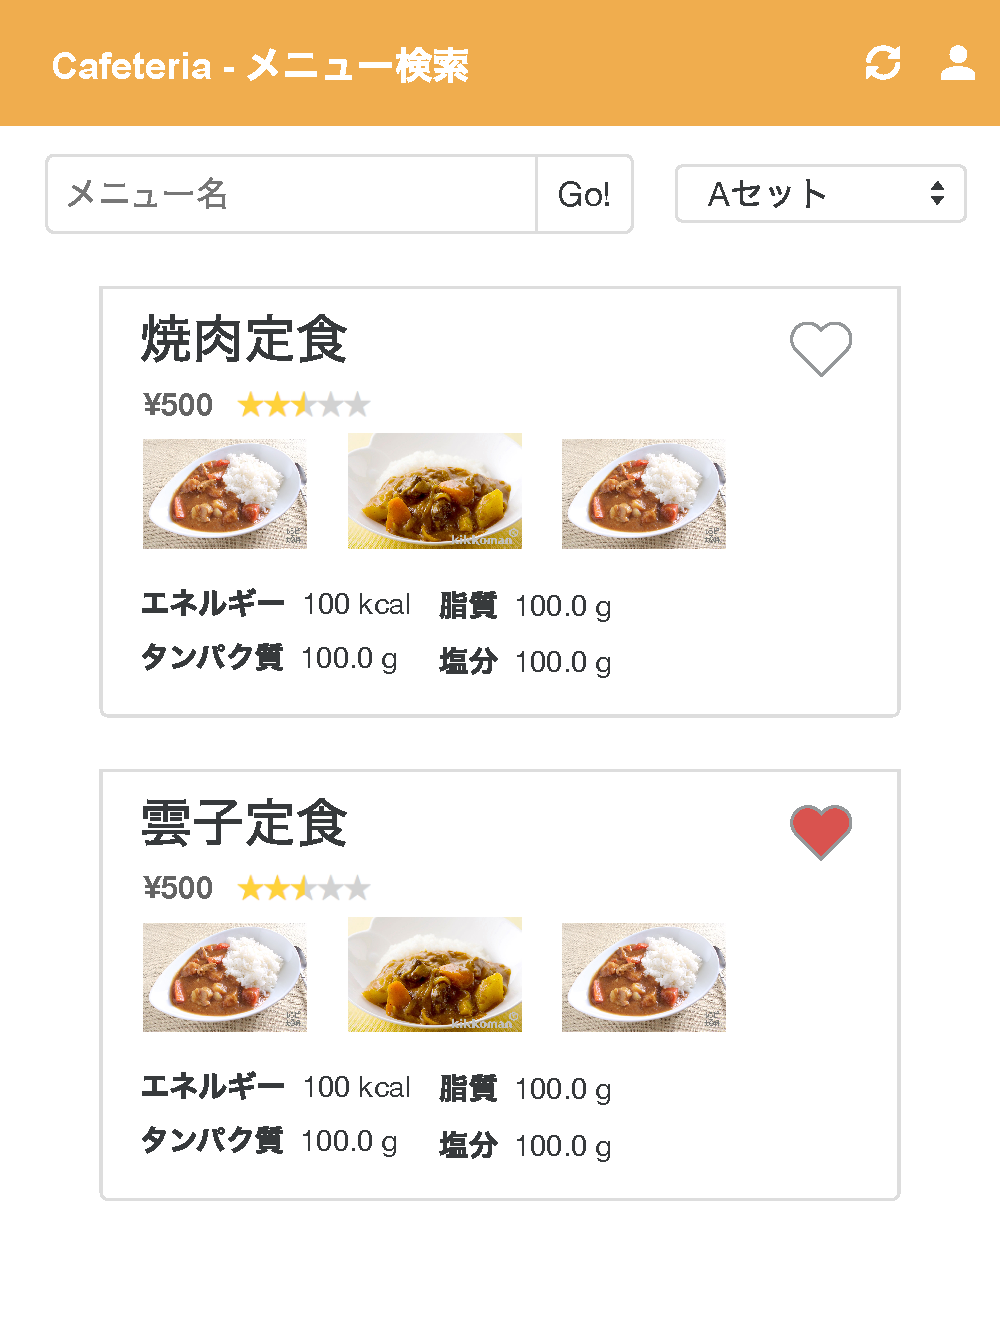 Cafeteria - メニュー検索
メニュー名 Go! Aセット
焼肉定食
¥500
kikkoman
エネルギー 100 kcal 脂質 100.0 g
タンパク質 100.0 g 塩分 100.0 g
雲子定食
¥500
kikkoman
エネルギー 100 kcal 脂質 100.0 g
タンパク質 100.0 g 塩分 100.0 g